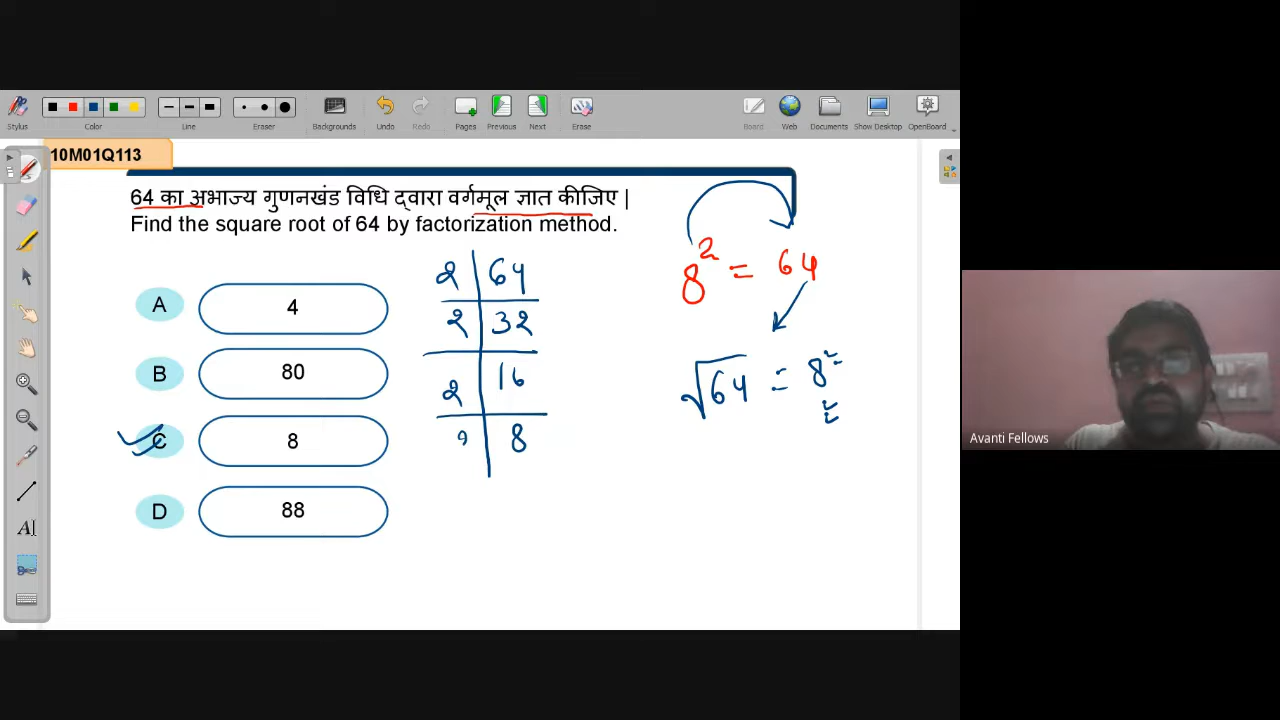 Stylus
Color
Line
Eraser
Backgrounds
Undo
Redo
Pages
Previous
Next
Erase
Board
Web
Documents
Show Desktop
OpenBoard
10M01Q113
64 का अभाज्य गुणनखंड विधि द्वारा वर्गमूल ज्ञात कीजिए |
Find the square root of 64 by factorization method.
A 4
B 80
C 8
D 88
2 64
2 32
2 16
8
8² = 64
√64 = 8
AI
Avanti Fellows